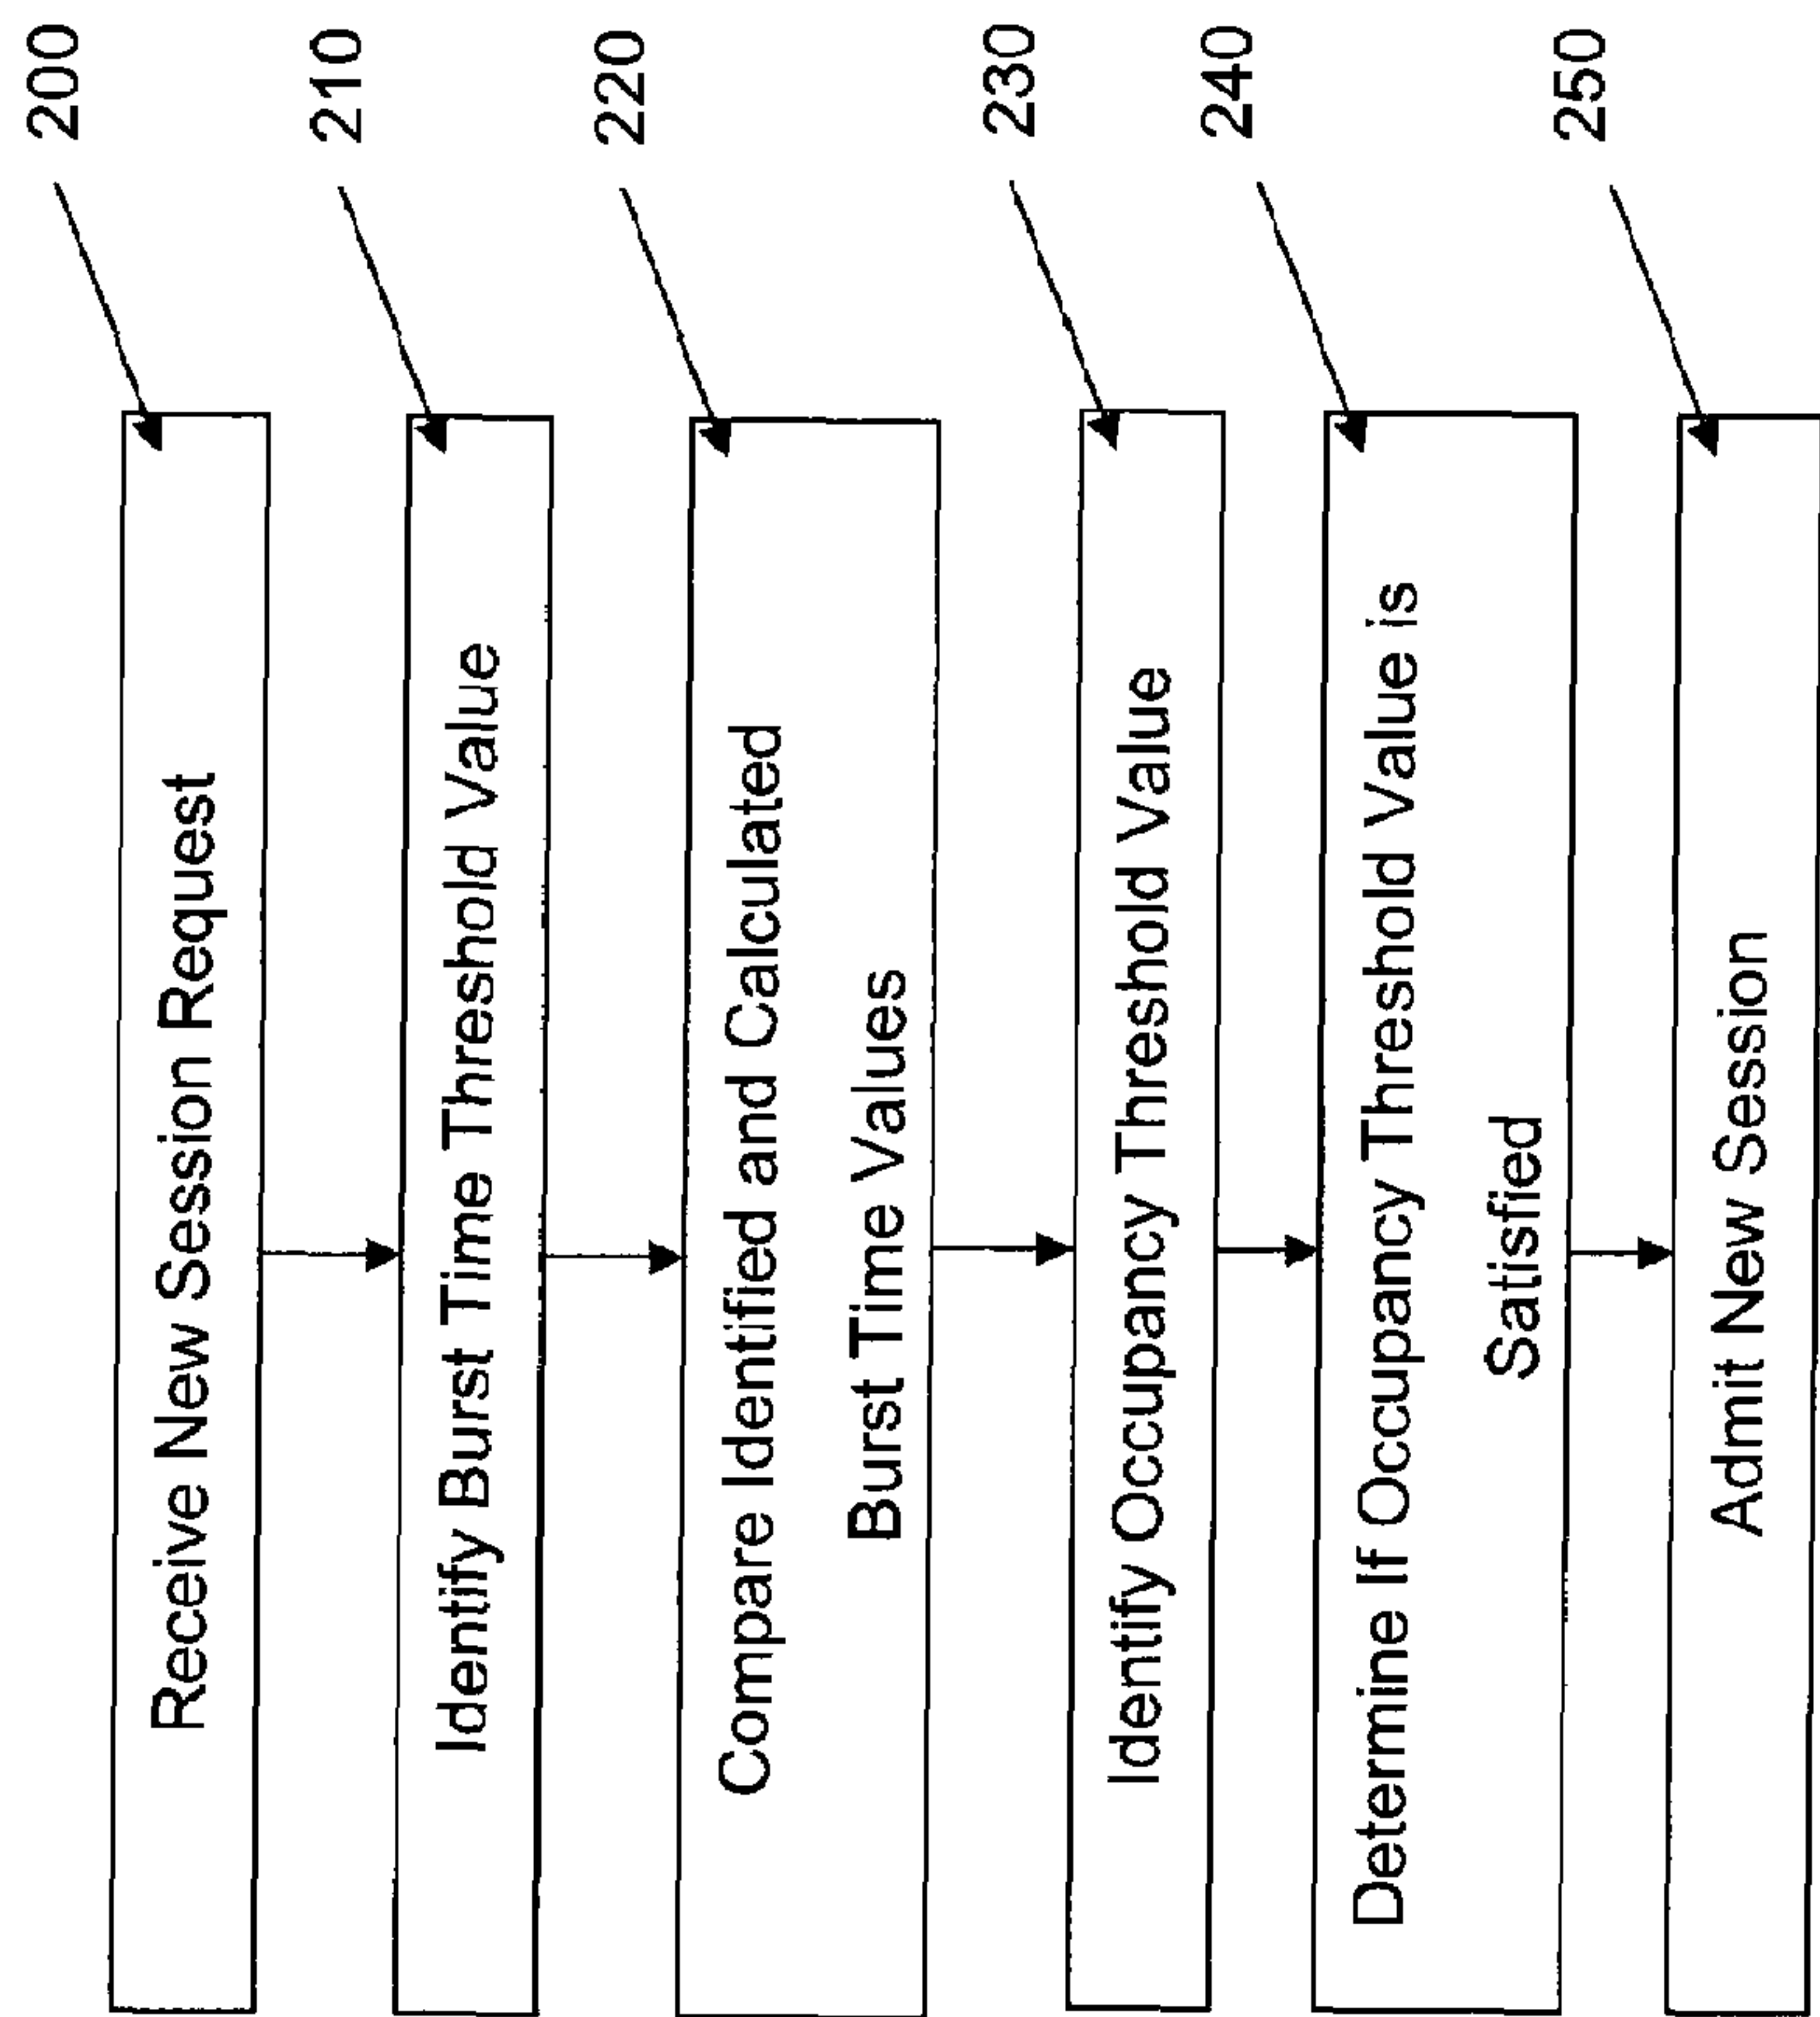 Receive New Session Request
200
Identify Burst Time Threshold Value
210
Compare Identified and Calculated
Burst Time Values
220
Identify Occupancy Threshold Value
230
Determine If Occupancy Threshold Value is
Satisfied
240
Admit New Session
250